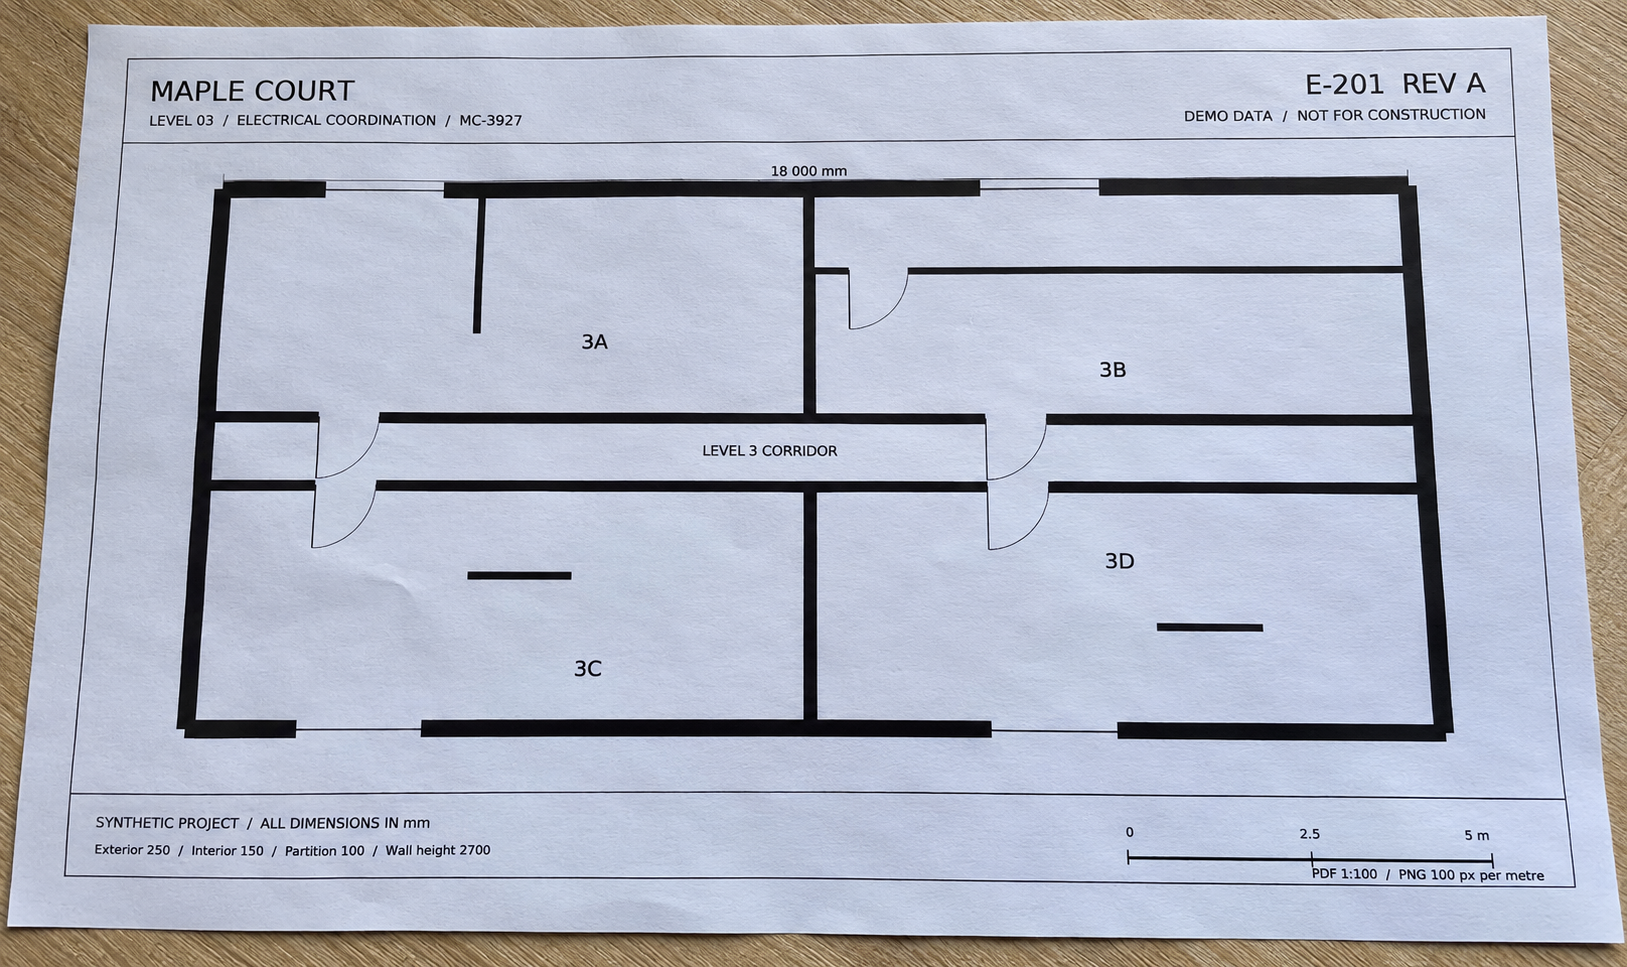 MAPLE COURT
E-201 REV A
LEVEL 03 / ELECTRICAL COORDINATION / MC-3927
DEMO DATA / NOT FOR CONSTRUCTION
18 000 mm
3A
3B
LEVEL 3 CORRIDOR
3D
3C
SYNTHETIC PROJECT / ALL DIMENSIONS IN mm
Exterior 250 / Interior 150 / Partition 100 / Wall height 2700
0 2.5 5 m
PDF 1:100 / PNG 100 px per metre